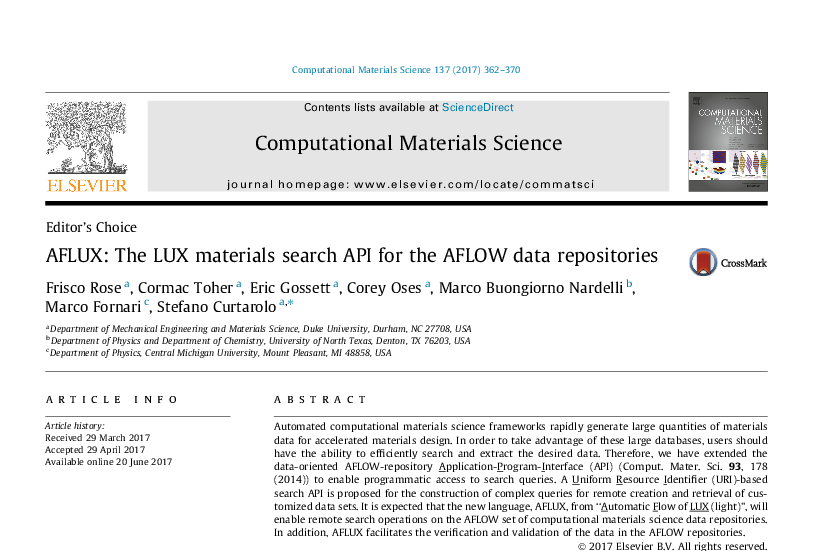 Computational Materials Science 137 (2017) 362–370
Contents lists available at ScienceDirect
Computational Materials Science
journal homepage: www.elsevier.com/locate/commatsci
ELSEVIER
COMPUTATIONAL
MATERIALS
SCIENCE
Editor's Choice
AFLUX: The LUX materials search API for the AFLOW data repositories
CrossMark
Frisco Rose a, Cormac Toher a, Eric Gossett a, Corey Oses a, Marco Buongiorno Nardelli b,
Marco Fornari c, Stefano Curtarolo a,*
a Department of Mechanical Engineering and Materials Science, Duke University, Durham, NC 27708, USA
b Department of Physics and Department of Chemistry, University of North Texas, Denton, TX 76203, USA
c Department of Physics, Central Michigan University, Mount Pleasant, MI 48858, USA
ARTICLE INFO
Article history:
Received 29 March 2017
Accepted 29 April 2017
Available online 20 June 2017
ABSTRACT
Automated computational materials science frameworks rapidly generate large quantities of materials
data for accelerated materials design. In order to take advantage of these large databases, users should
have the ability to efficiently search and extract the desired data. Therefore, we have extended the
data-oriented AFLOW-repository Application-Program-Interface (API) (Comput. Mater. Sci. 93, 178
(2014)) to enable programmatic access to search queries. A Uniform Resource Identifier (URI)-based
search API is proposed for the construction of complex queries for remote creation and retrieval of cus-
tomized data sets. It is expected that the new language, AFLUX, from "Automatic Flow of LUX (light)", will
enable remote search operations on the AFLOW set of computational materials science data repositories.
In addition, AFLUX facilitates the verification and validation of the data in the AFLOW repositories.
© 2017 Elsevier B.V. All rights reserved.